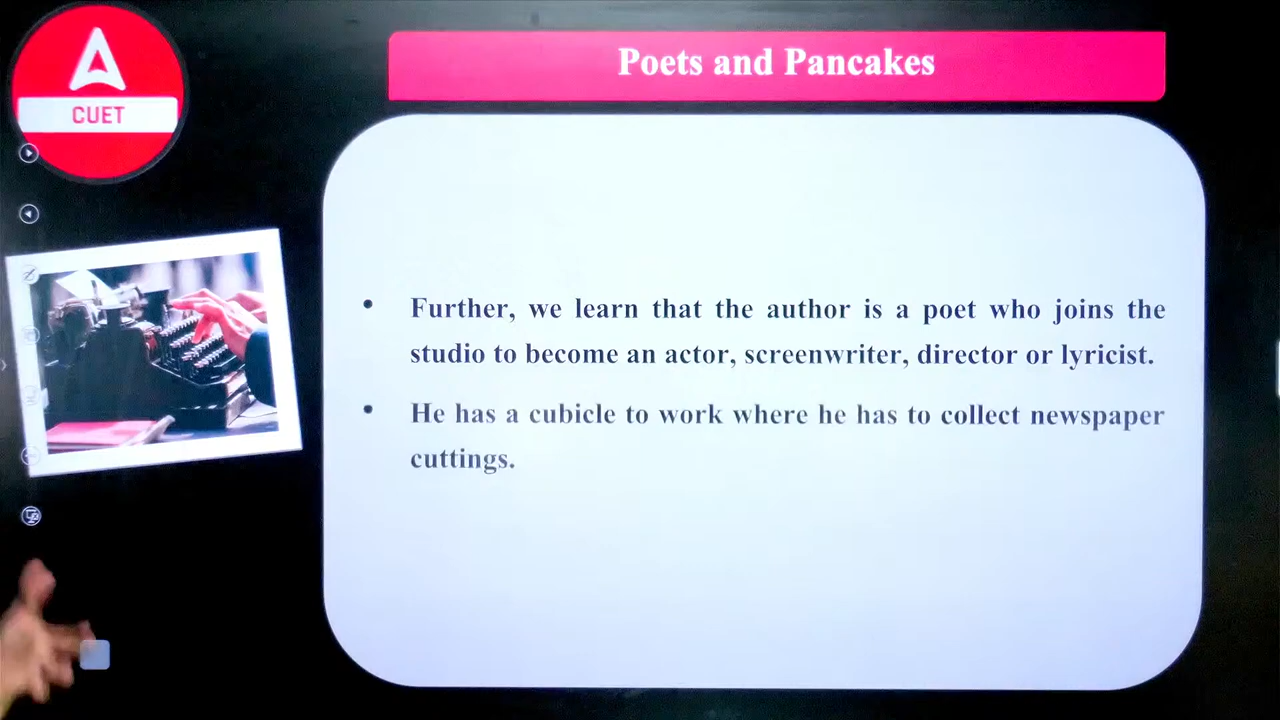 CUET
Poets and Pancakes
• Further, we learn that the author is a poet who joins the
studio to become an actor, screenwriter, director or lyricist.
• He has a cubicle to work where he has to collect newspaper
cuttings.